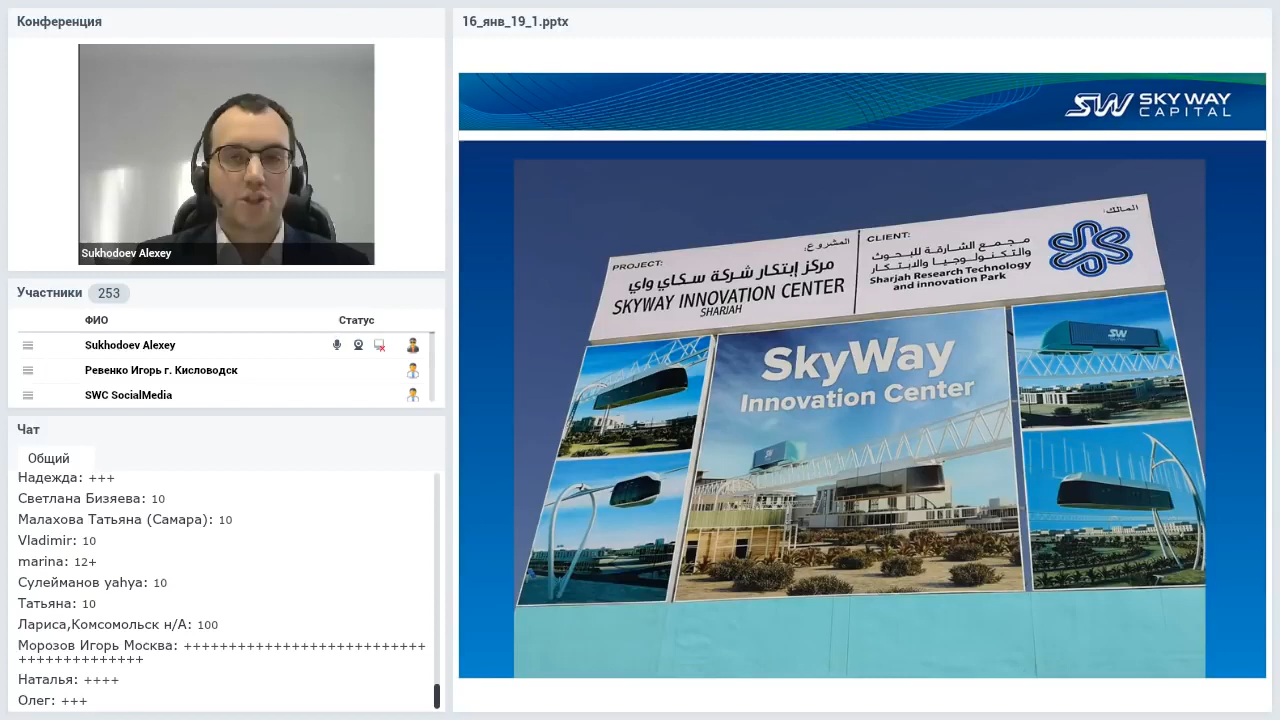 Конференция
Sukhodoev Alexey
Участники 253
ФИО Статус
Sukhodoev Alexey
Ревенко Игорь г. Кисловодск
SWC SocialMedia
Чат
Общий
Надежда: +++
Светлана Бизяева: 10
Малахова Татьяна (Самара): 10
Vladimir: 10
marina: 12+
Сулейманов yahya: 10
Татьяна: 10
Лариса,Комсомольск н/А: 100
Морозов Игорь Москва: +++++++++++++++++++++++++++
++++++++++++++
Наталья: ++++
Олег: +++
16_янв_19_1.pptx
SW SKY WAY
CAPITAL
PROJECT: المشروع:
مركز إبتكار شركة سكاي واي
SKYWAY INNOVATION CENTER
SHARJAH
CLIENT: المالك:
مجمع الشارقة للبحوث
والتكنولوجيا والابتكار
Sharjah Research Technology
and innovation Park
SkyWay
Innovation Center
SW